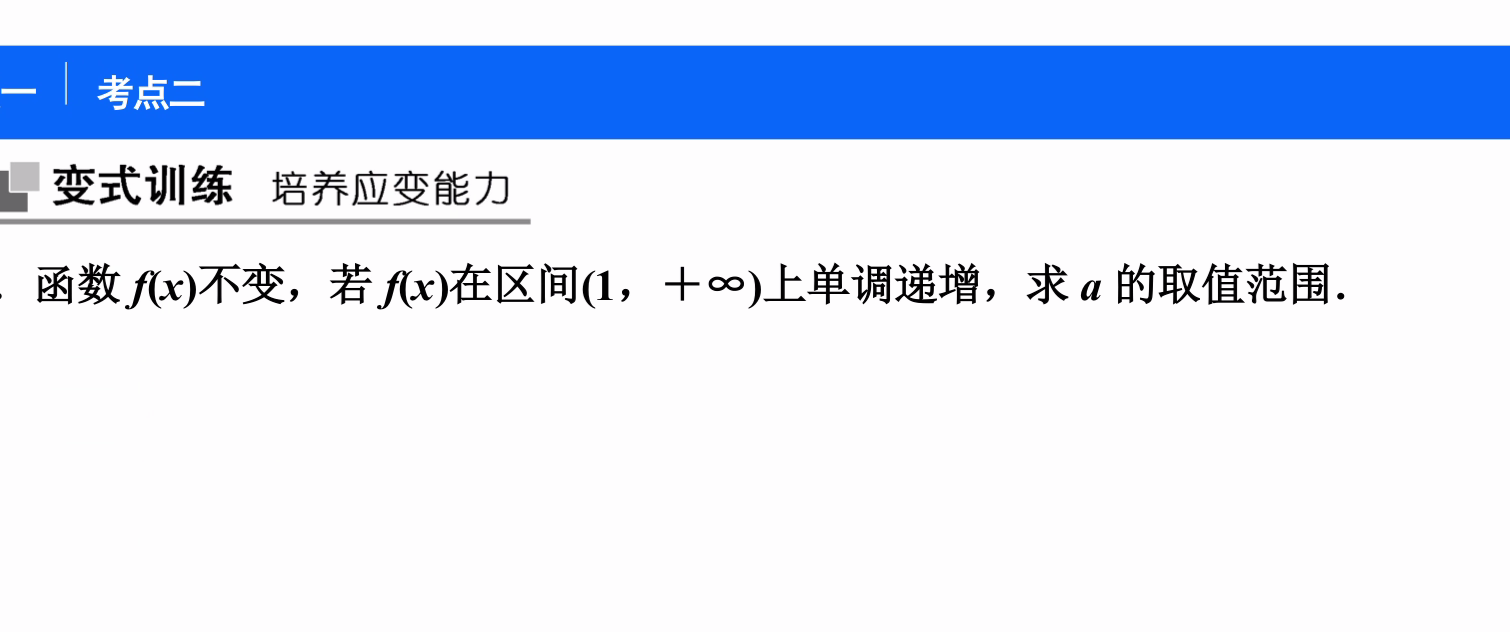 一 考点二
变式训练 培养应变能力
. 函数 f(x)不变，若 f(x)在区间(1，＋∞)上单调递增，求 a 的取值范围．